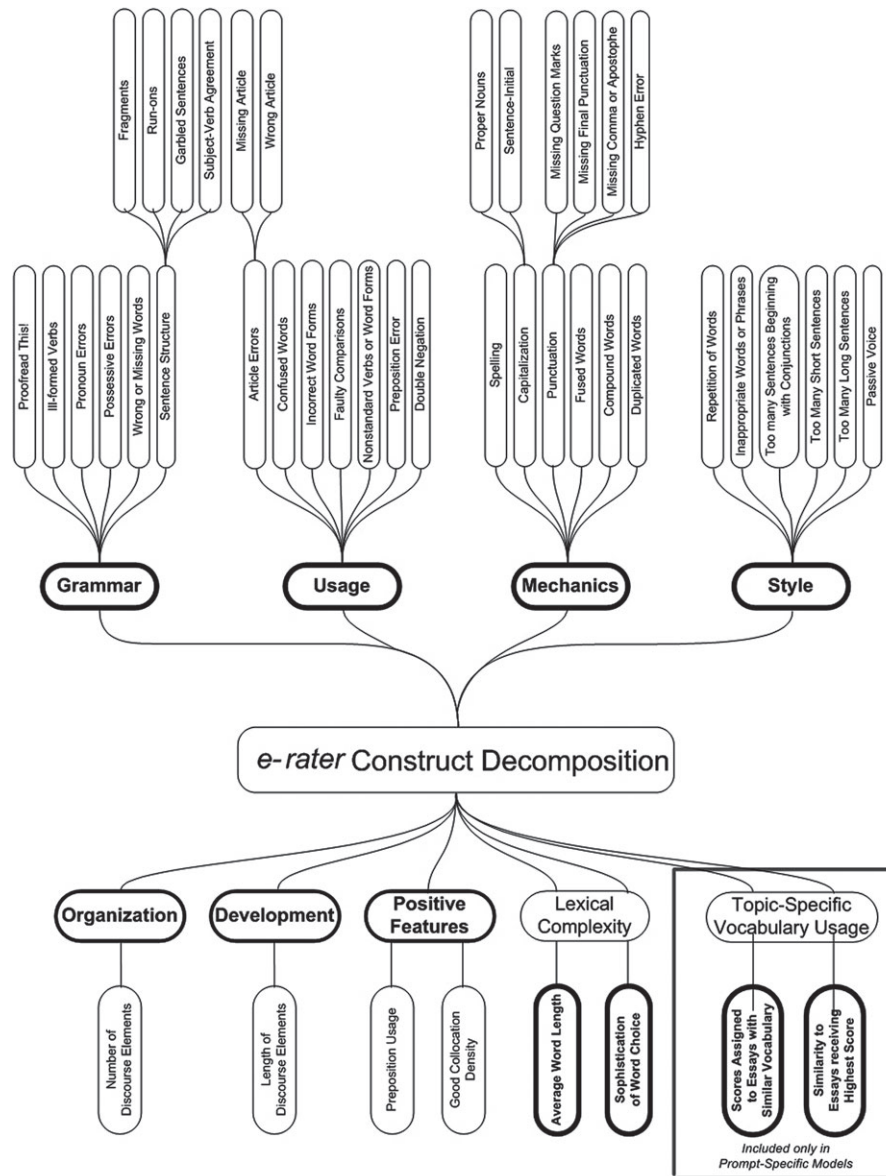 Fragments
Run-ons
Garbled Sentences
Subject-Verb Agreement
Missing Article
Wrong Article
Proper Nouns
Sentence-Initial
Missing Question Marks
Missing Final Punctuation
Missing Comma or Apostophe
Hyphen Error
Proofread This!
Ill-formed Verbs
Pronoun Errors
Possessive Errors
Wrong or Missing Words
Sentence Structure
Article Errors
Confused Words
Incorrect Word Forms
Faulty Comparisons
Nonstandard Verbs or Word Forms
Preposition Error
Double Negation
Spelling
Capitalization
Punctuation
Fused Words
Compound Words
Duplicated Words
Repetition of Words
Inappropriate Words or Phrases
Too many Sentences Beginning
with Conjunctions
Too Many Short Sentences
Too Many Long Sentences
Passive Voice
Grammar
Usage
Mechanics
Style
e-rater Construct Decomposition
Organization
Development
Positive
Features
Lexical
Complexity
Topic-Specific
Vocabulary Usage
Number of
Discourse Elements
Length of
Discourse Elements
Preposition Usage
Good Collocation
Density
Average Word Length
Sophistication
of Word Choice
Scores Assigned
to Essays with
Similar Vocabulary
Similarity to
Essays receiving
Highest Score
Included only in
Prompt-Specific Models